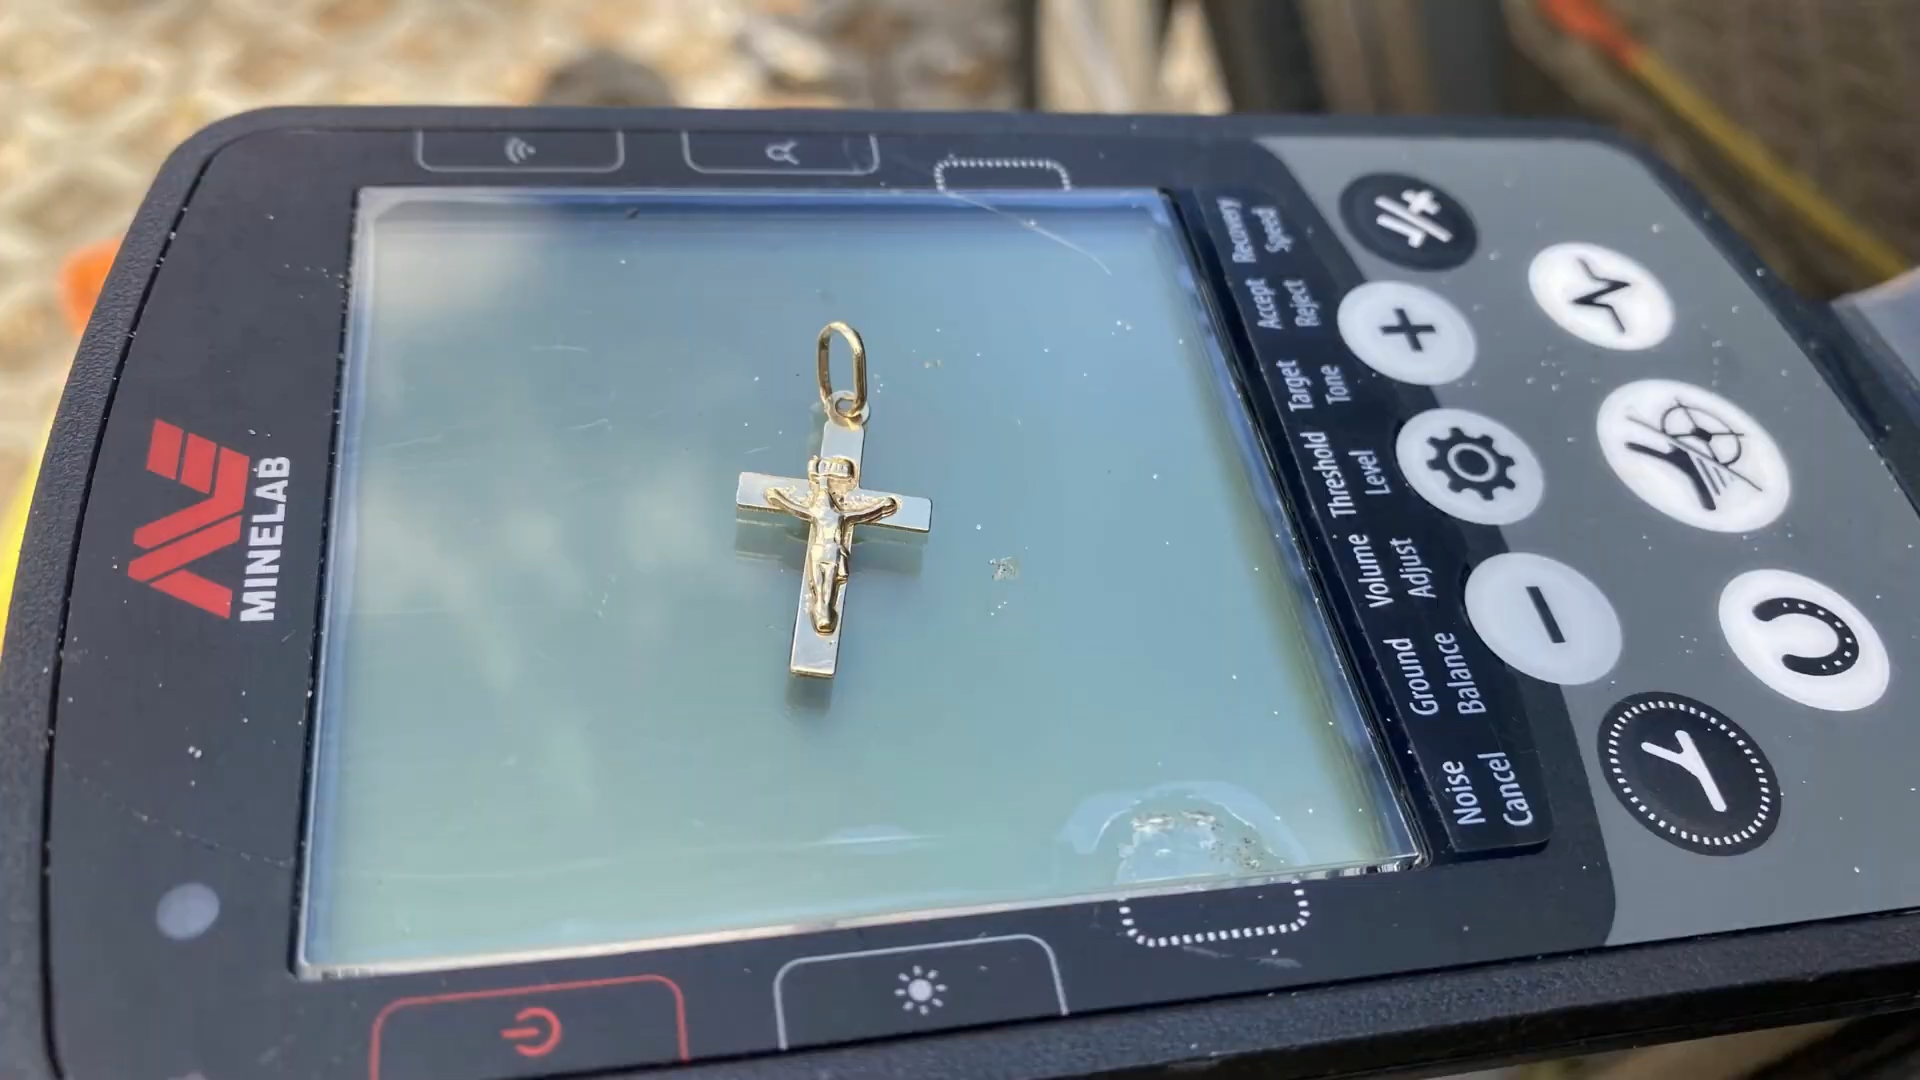 MINELAB
Recovery
Speed
Accept
Reject
Target
Tone
Threshold
Level
Volume
Adjust
Ground
Balance
Noise
Cancel